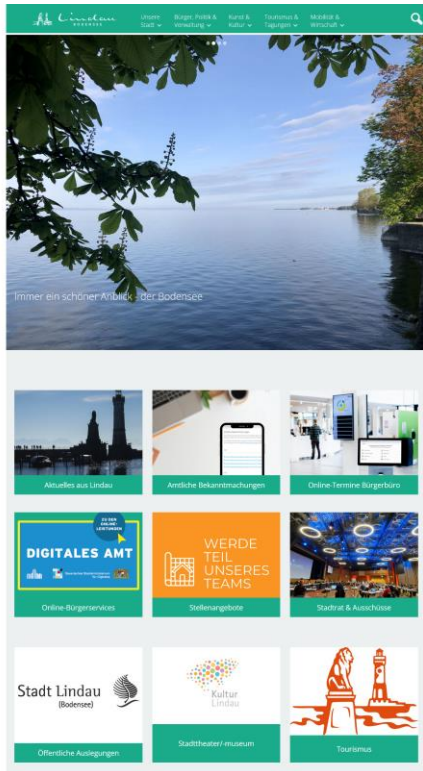 Lindau
BODENSEE
Unsere
Stadt
Bürger, Politik &
Verwaltung
Kunst &
Kultur
Tourismus &
Tagungen
Mobilität &
Wirtschaft
Immer ein schöner Anblick - der Bodensee
Aktuelles aus Lindau
Amtliche Bekanntmachungen
Online-Termine Bürgerbüro
ZU DEN
ONLINE-
LEISTUNGEN
DIGITALES AMT
Online-Bürgerservices
WERDE
TEIL
UNSERES
TEAMS
Stellenangebote
Stadtrat & Ausschüsse
Stadt Lindau
(Bodensee)
Öffentliche Auslegungen
Kultur
Lindau
Stadttheater/-museum
Tourismus